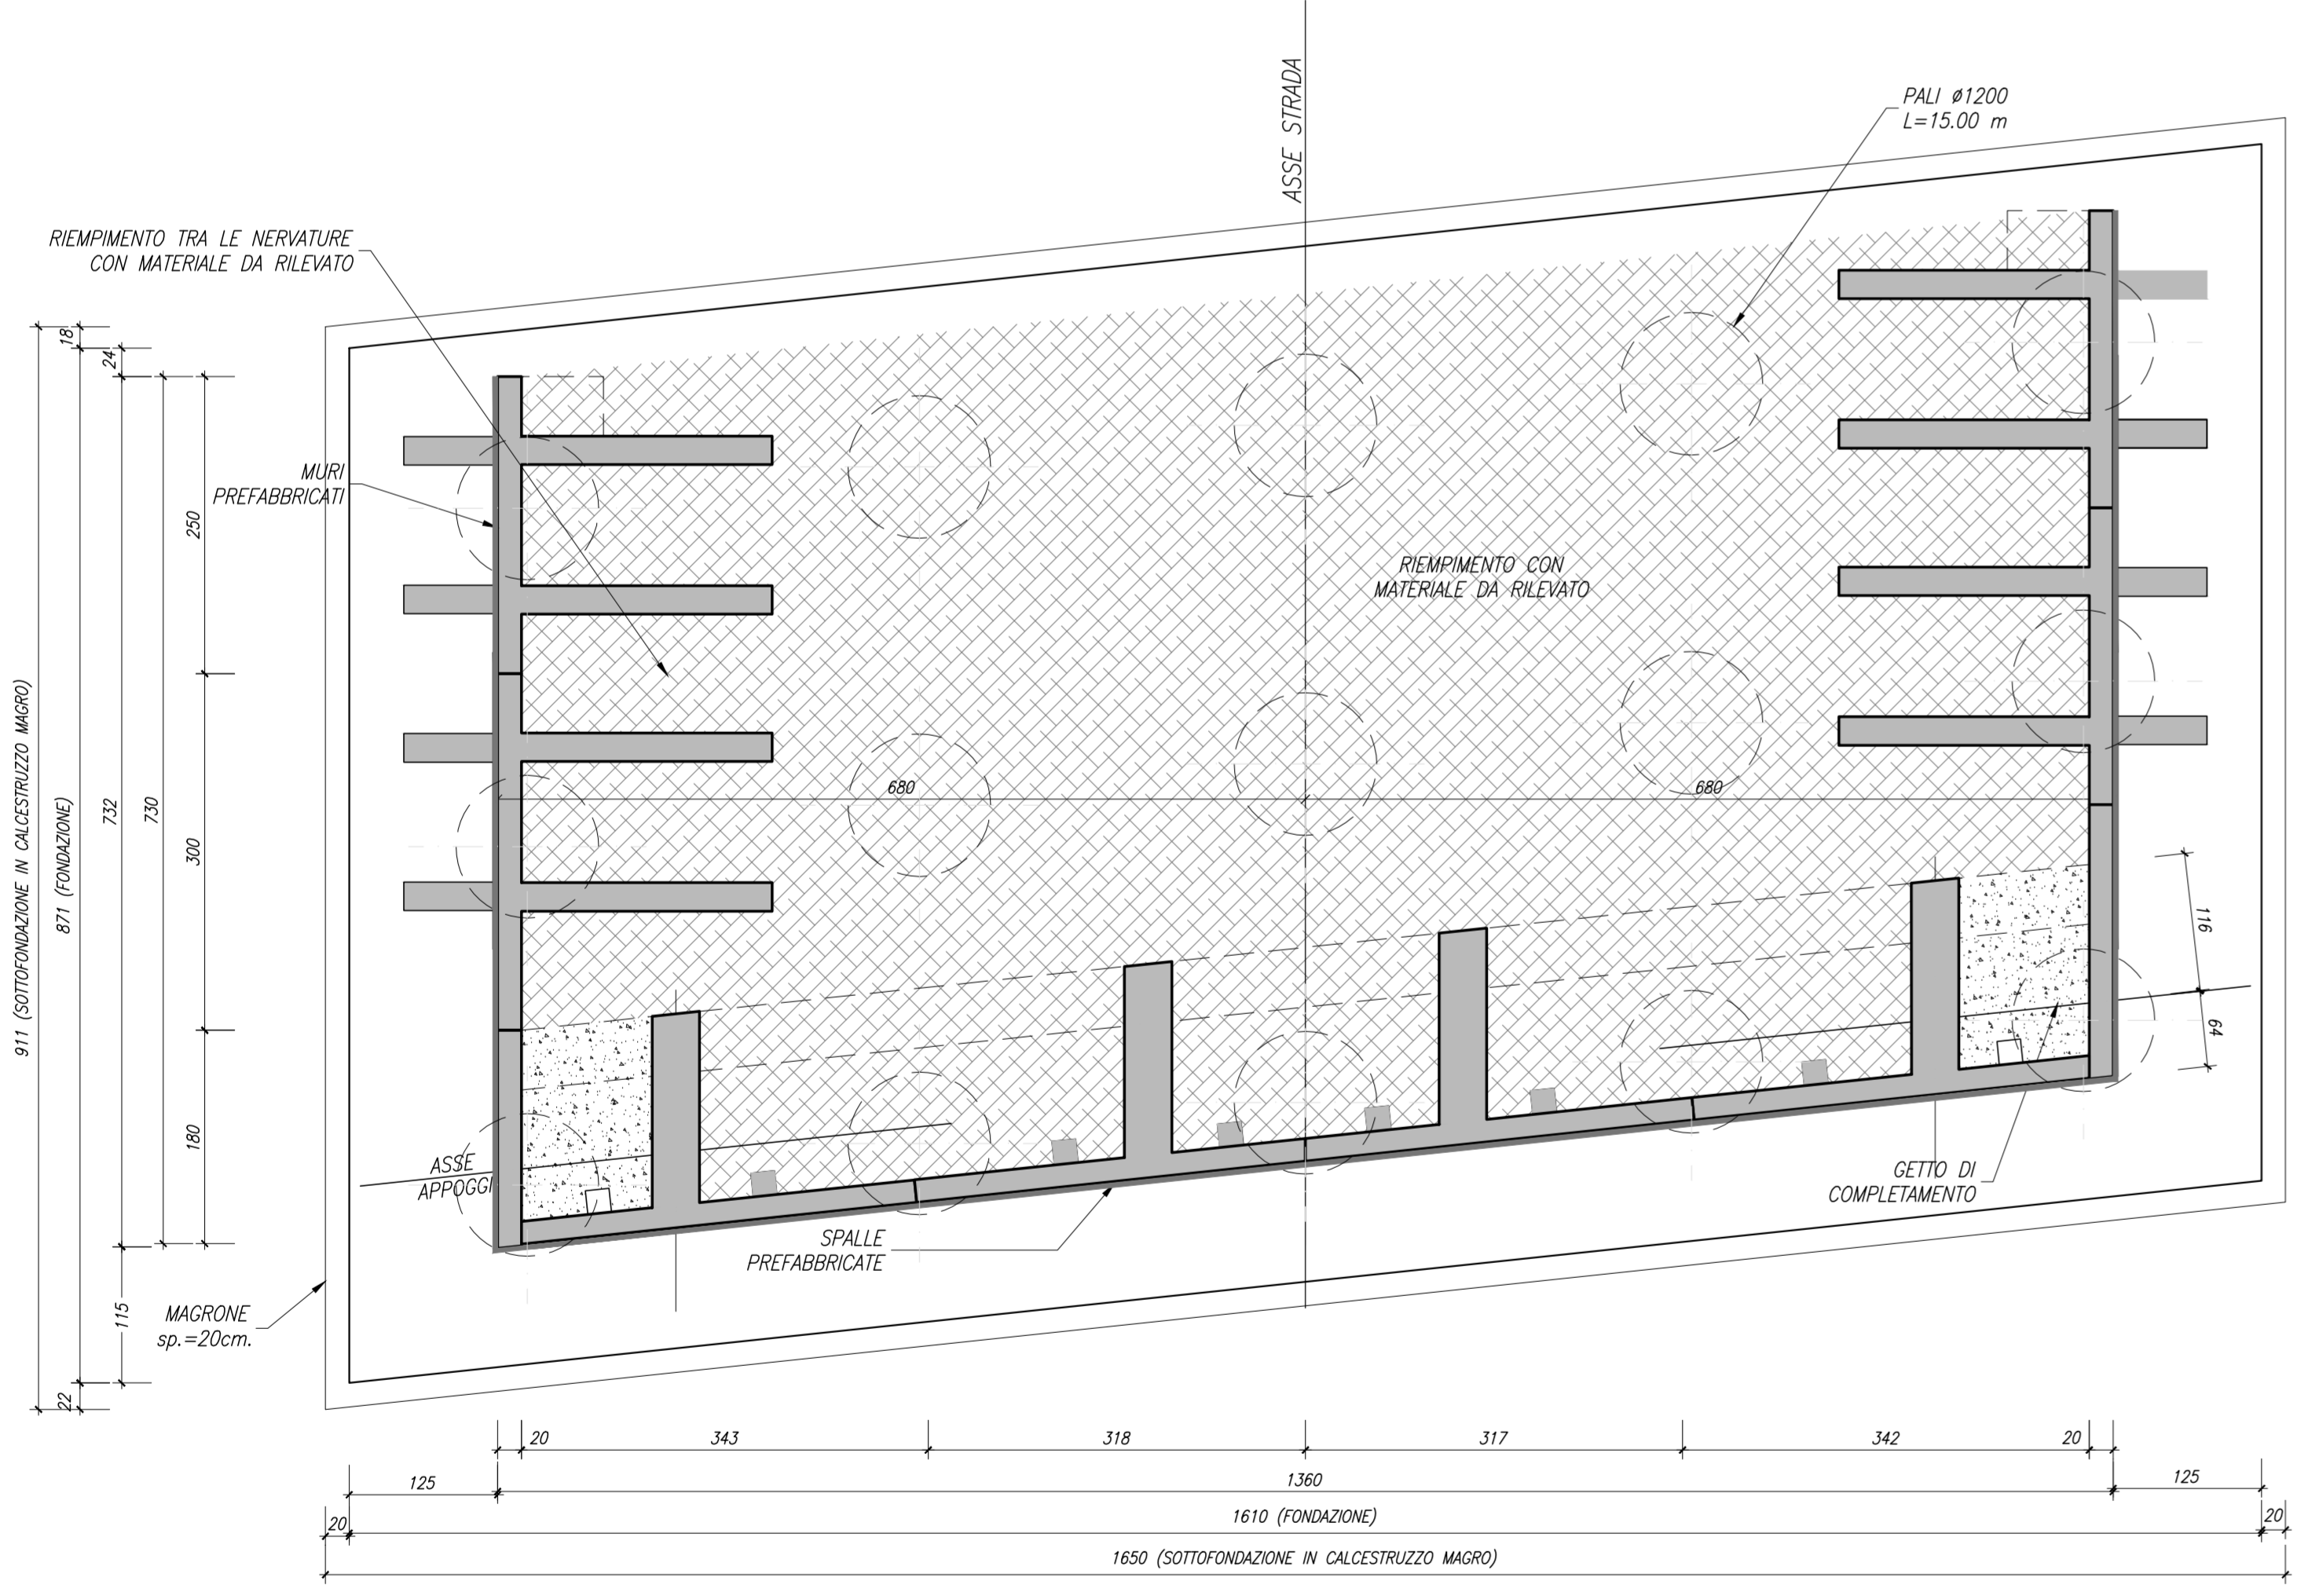 ASSE STRADA
PALI ø1200
L=15.00 m
RIEMPIMENTO TRA LE NERVATURE
CON MATERIALE DA RILEVATO
MURI
PREFABBRICATI
RIEMPIMENTO CON
MATERIALE DA RILEVATO
18
24
250
911 (SOTTOFONDAZIONE IN CALCESTRUZZO MAGRO)
871 (FONDAZIONE)
732
730
300
180
115
22
680
680
116
64
ASSE
APPOGGI
SPALLE
PREFABBRICATE
GETTO DI
COMPLETAMENTO
MAGRONE
sp.=20cm.
20
343
318
317
342
20
125
1360
125
20
1610 (FONDAZIONE)
20
1650 (SOTTOFONDAZIONE IN CALCESTRUZZO MAGRO)